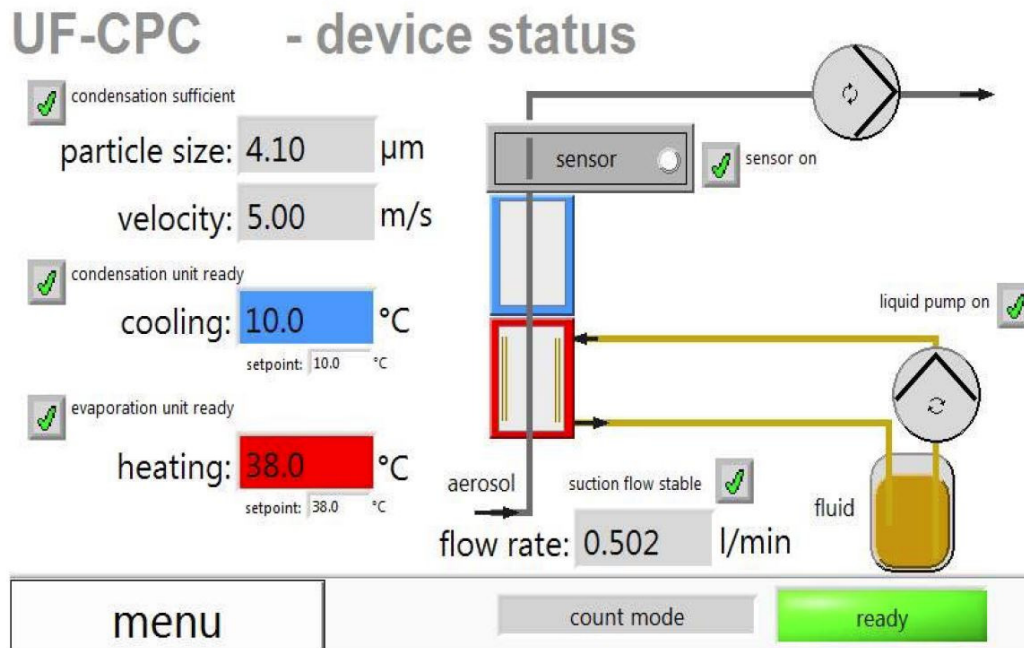 UF-CPC - device status
condensation sufficient
particle size: 4.10 µm
velocity: 5.00 m/s
condensation unit ready
cooling: 10.0 °C
setpoint: 10.0 °C
evaporation unit ready
heating: 38.0 °C
setpoint: 38.0 °C
sensor
sensor on
liquid pump on
aerosol
suction flow stable
fluid
flow rate: 0.502 l/min
menu
count mode
ready